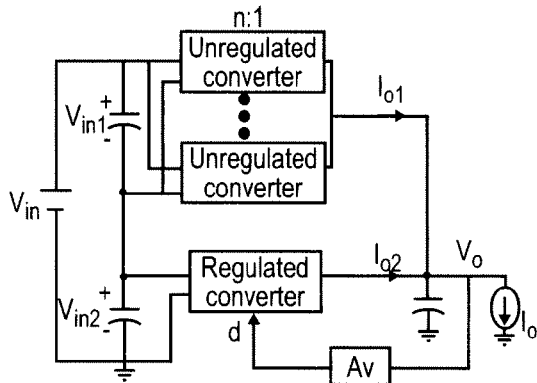 n:1
Unregulated
converter
Unregulated
converter
Io1
+
Vin1
-
Vin
Regulated
converter
Io2
Vo
+
Vin2
-
d
Av
Io